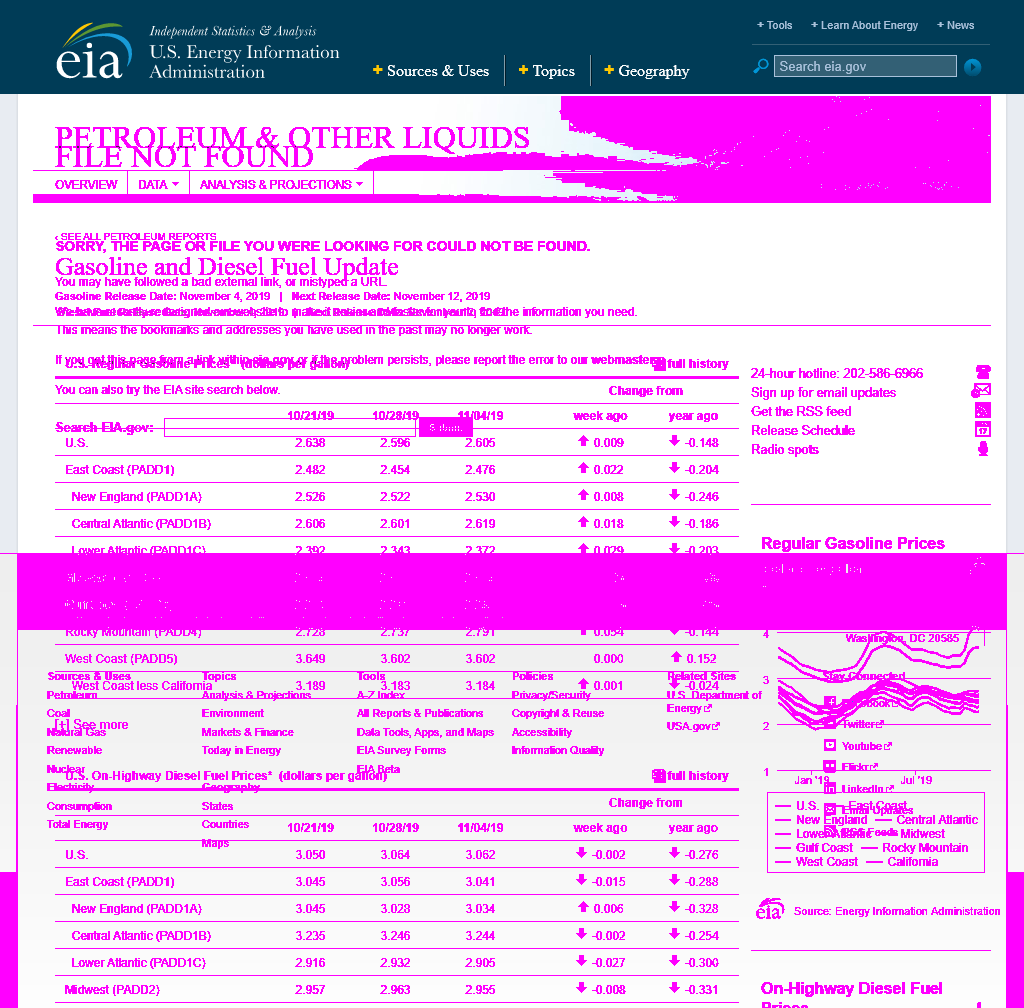 Independent Statistics & Analysis
U.S. Energy Information
Administration
eia
+ Tools + Learn About Energy + News
+ Sources & Uses + Topics + Geography
Search eia.gov
PETROLEUM & OTHER LIQUIDS
FILE NOT FOUND
OVERVIEW DATA ANALYSIS & PROJECTIONS
‹ SEE ALL PETROLEUM REPORTS
SORRY, THE PAGE OR FILE YOU WERE LOOKING FOR COULD NOT BE FOUND.
Gasoline and Diesel Fuel Update
You may have followed a bad external link, or mistyped a URL.
Gasoline Release Date: November 4, 2019 | Next Release Date: November 12, 2019
the information you need.
This means the bookmarks and addresses you have used in the past may no longer work.
If you got this page from a link within eia.gov or if the problem persists, please report the error to our webmaster
U.S. Regular Gasoline Prices* (dollars per gallon) full history
You can also try the EIA site search below.
Change from
10/21/19 10/28/19 11/04/19 week ago year ago
Search EIA.gov: Submit
U.S. 2.638 2.596 2.605 0.009 -0.148
East Coast (PADD1) 2.482 2.454 2.476 0.022 -0.204
New England (PADD1A) 2.526 2.522 2.530 0.008 -0.246
Central Atlantic (PADD1B) 2.606 2.601 2.619 0.018 -0.186
Lower Atlantic (PADD1C) 2.392 2.343 2.372 0.029 -0.203
Rocky Mountain (PADD4) 2.728 2.737 2.791 0.054 -0.144
West Coast (PADD5) 3.649 3.602 3.602 0.000 0.152
West Coast less California 3.189 3.183 3.184 0.001 -0.024
[+] See more
24-hour hotline: 202-586-6966
Sign up for email updates
Get the RSS feed
Release Schedule
Radio spots
Regular Gasoline Prices
Washington, DC 20585
4
3
2
1
Jan '19 Jul '19
Sources & Uses
Petroleum
Coal
Natural Gas
Renewable
Nuclear
Electricity
Consumption
Total Energy
Topics
Analysis & Projections
Environment
Markets & Finance
Today in Energy
Geography
States
Countries
Maps
Tools
A-Z Index
All Reports & Publications
Data Tools, Apps, and Maps
EIA Survey Forms
EIA Beta
Policies
Privacy/Security
Copyright & Reuse
Accessibility
Information Quality
Related Sites
U.S. Department of
Energy
USA.gov
Stay Connected
Facebook
Twitter
Youtube
Flickr
LinkedIn
Email Updates
RSS Feeds
U.S. East Coast
New England Central Atlantic
Lower Atlantic Midwest
Gulf Coast Rocky Mountain
West Coast California
eia Source: Energy Information Administration
U.S. On-Highway Diesel Fuel Prices* (dollars per gallon) full history
Change from
10/21/19 10/28/19 11/04/19 week ago year ago
U.S. 3.050 3.064 3.062 -0.002 -0.276
East Coast (PADD1) 3.045 3.056 3.041 -0.015 -0.288
New England (PADD1A) 3.045 3.028 3.034 0.006 -0.328
Central Atlantic (PADD1B) 3.235 3.246 3.244 -0.002 -0.254
Lower Atlantic (PADD1C) 2.916 2.932 2.905 -0.027 -0.300
Midwest (PADD2) 2.957 2.963 2.955 -0.008 -0.331
On-Highway Diesel Fuel
Prices